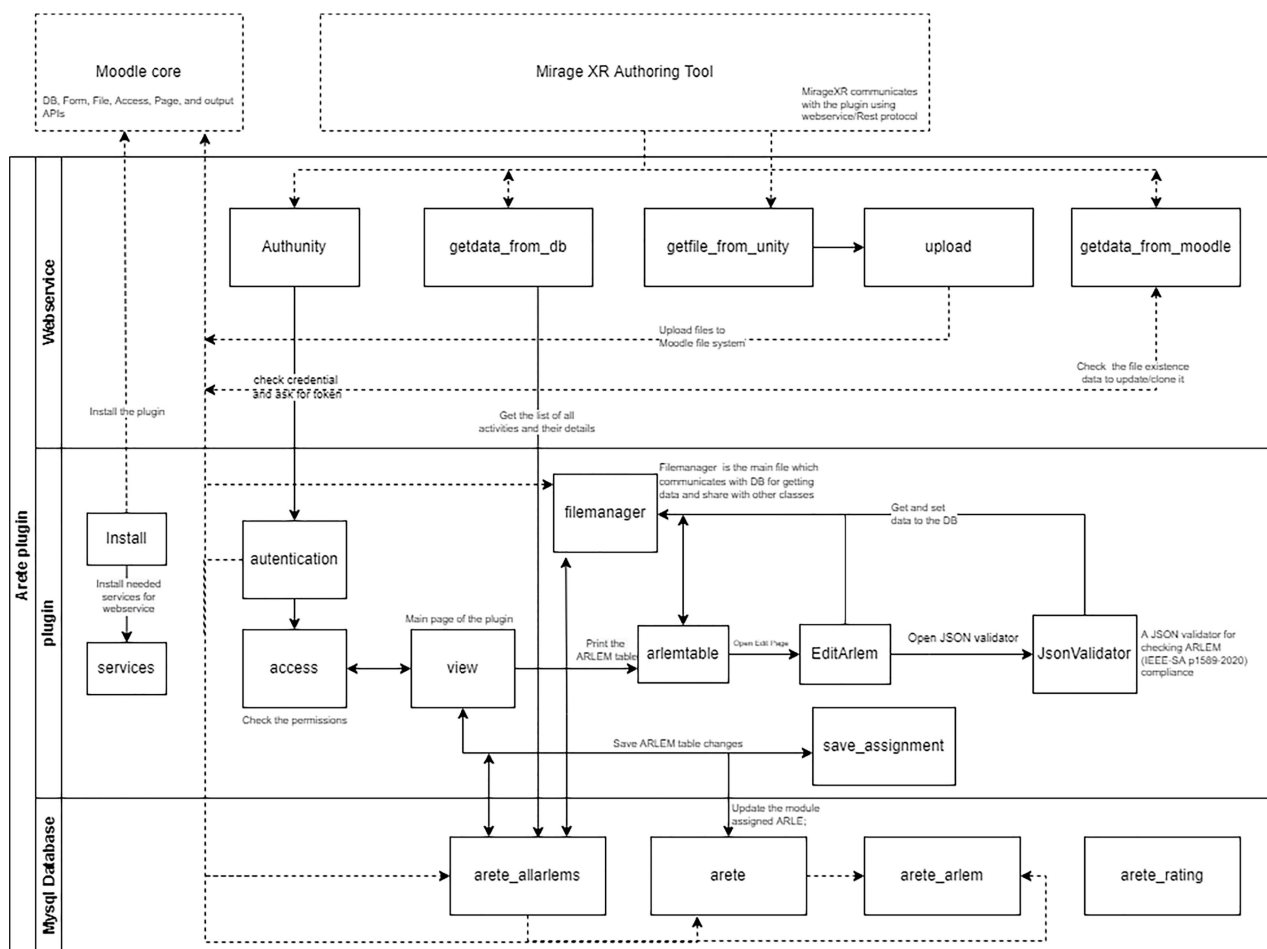 Moodle core
DB, Form, File, Access, Page, and output
APIs
Mirage XR Authoring Tool
MirageXR communicates
with the plugin using
webservice/Rest protocol
Arete plugin
Webservice
Authunity
getdata_from_db
getfile_from_unity
upload
getdata_from_moodle
Upload files to
Moodle file system
Check the file existence
data to update/clone it
check credential
and ask for token
Install the plugin
Get the list of all
activities and their details
plugin
Filemanager is the main file which
communicates with DB for getting
data and share with other classes
filemanager
Get and set
data to the DB
Install
autentication
Install needed
services for
webservice
services
access
Check the permissions
Main page of the plugin
view
Print the
ARLEM table
arlemtable
Open Edit Page
EditArlem
Open JSON validator
JsonValidator
A JSON validator for
checking ARLEM
(IEEE-SA p1589-2020)
compliance
Save ARLEM table changes
save_assignment
Mysql Database
Update the module
assigned ARLE;
arete_allarlems
arete
arete_arlem
arete_rating